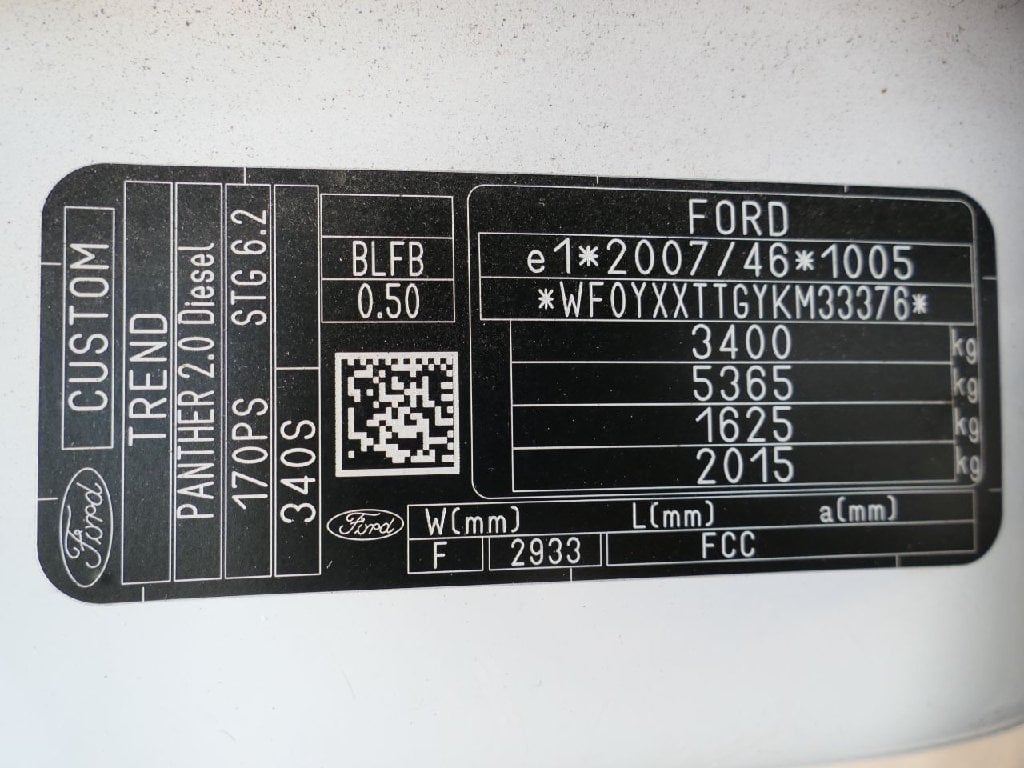 Ford
CUSTOM
TREND
PANTHER 2.0 Diesel
170PS STG 6.2
340S
BLFB
0.50
FORD
e1*2007/46*1005
*WF0YXXTTGYKM33376*
3400 kg
5365 kg
1625 kg
2015 kg
Ford
W(mm) L(mm) a(mm)
F 2933 FCC